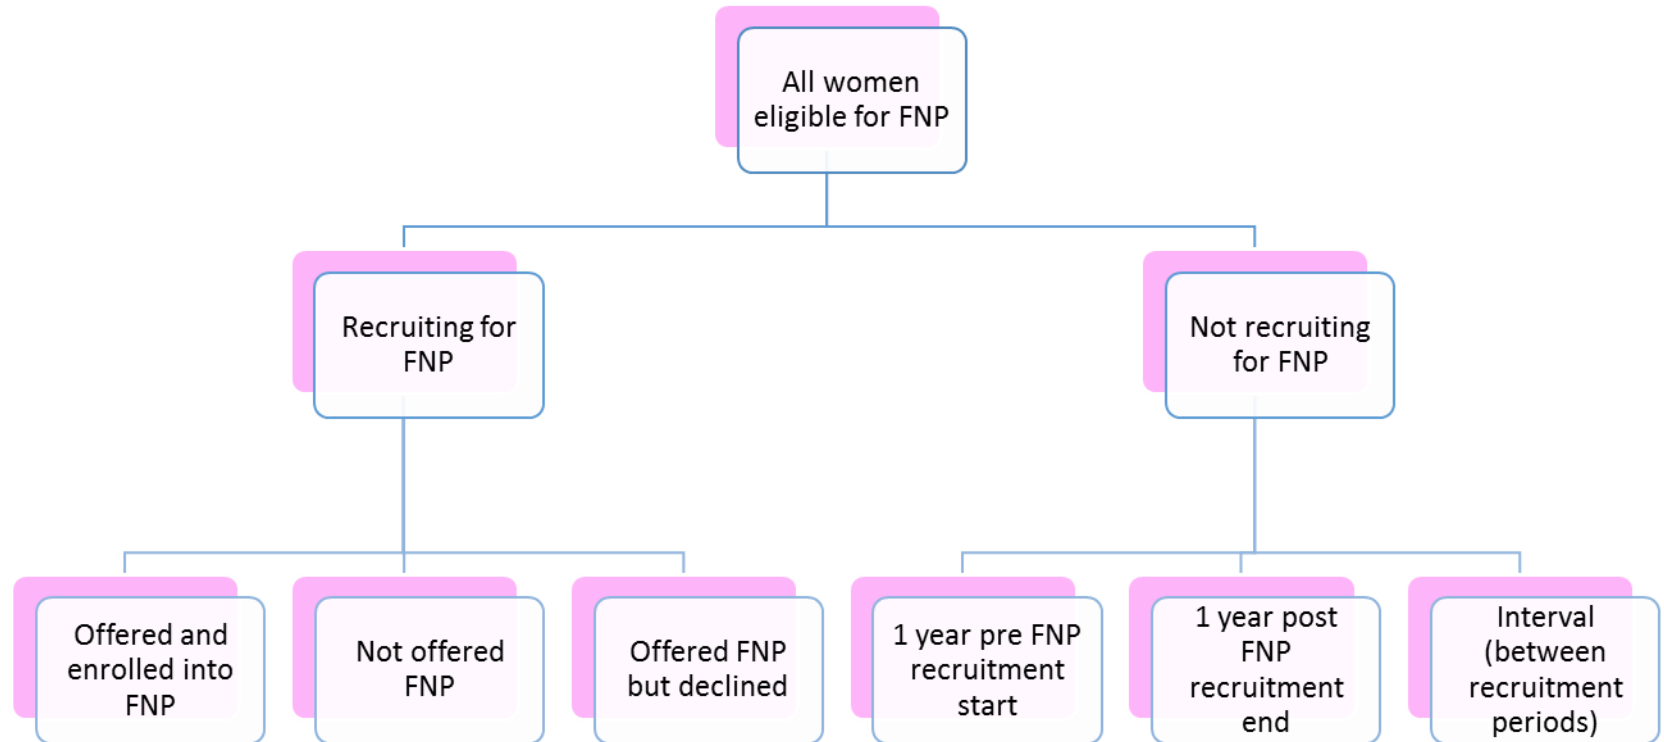 All women
eligible for FNP
Recruiting for
FNP
Not recruiting
for FNP
Offered and
enrolled into
FNP
Not offered
FNP
Offered FNP
but declined
1 year pre FNP
recruitment
start
1 year post
FNP
recruitment
end
Interval
(between
recruitment
periods)